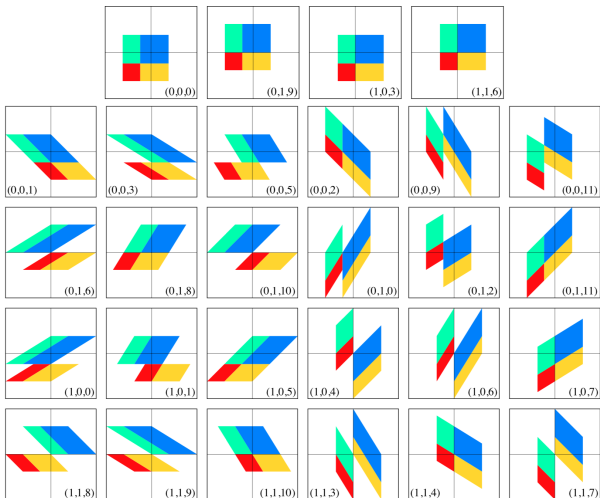 (0,0,0) (0,1,9) (1,0,3) (1,1,6)
(0,0,1) (0,0,3) (0,0,5) (0,0,2) (0,0,9) (0,0,11)
(0,1,6) (0,1,8) (0,1,10) (0,1,0) (0,1,2) (0,1,11)
(1,0,0) (1,0,1) (1,0,5) (1,0,4) (1,0,6) (1,0,7)
(1,1,8) (1,1,9) (1,1,10) (1,1,3) (1,1,4) (1,1,7)